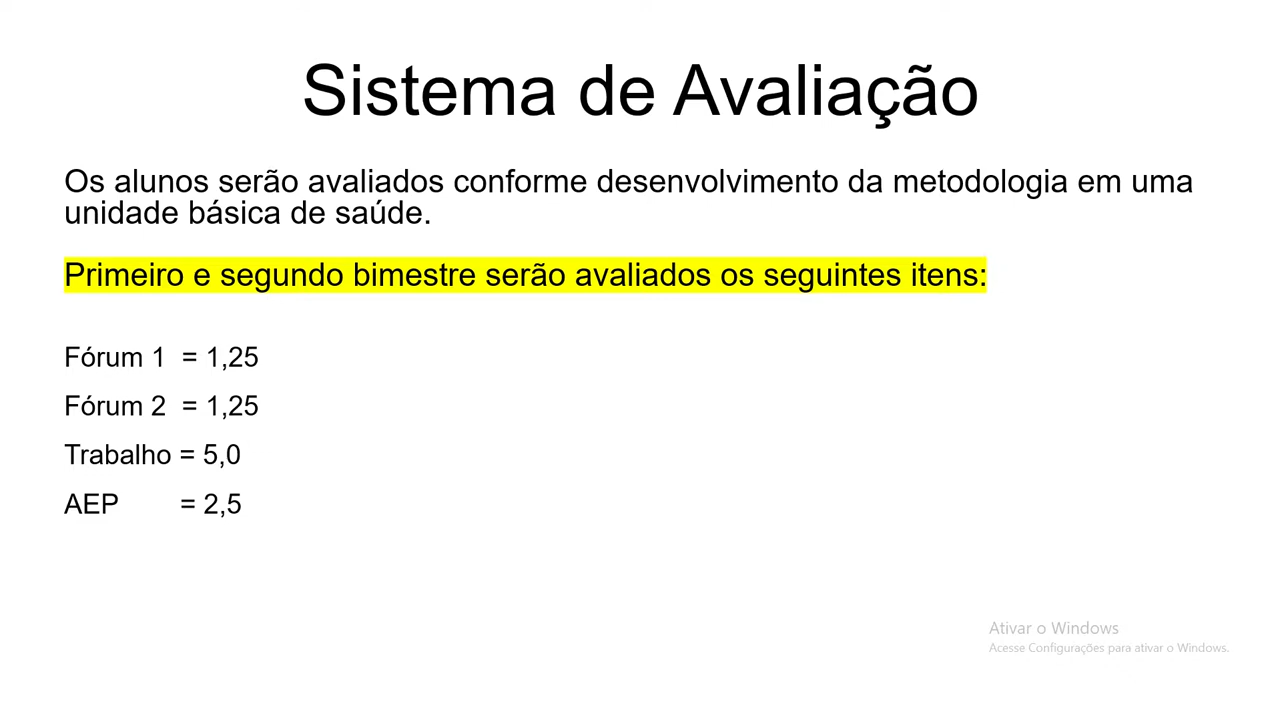 Sistema de Avaliação
Os alunos serão avaliados conforme desenvolvimento da metodologia em uma
unidade básica de saúde.
Primeiro e segundo bimestre serão avaliados os seguintes itens:
Fórum 1 = 1,25
Fórum 2 = 1,25
Trabalho = 5,0
AEP = 2,5
Ativar o Windows
Acesse Configurações para ativar o Windows.